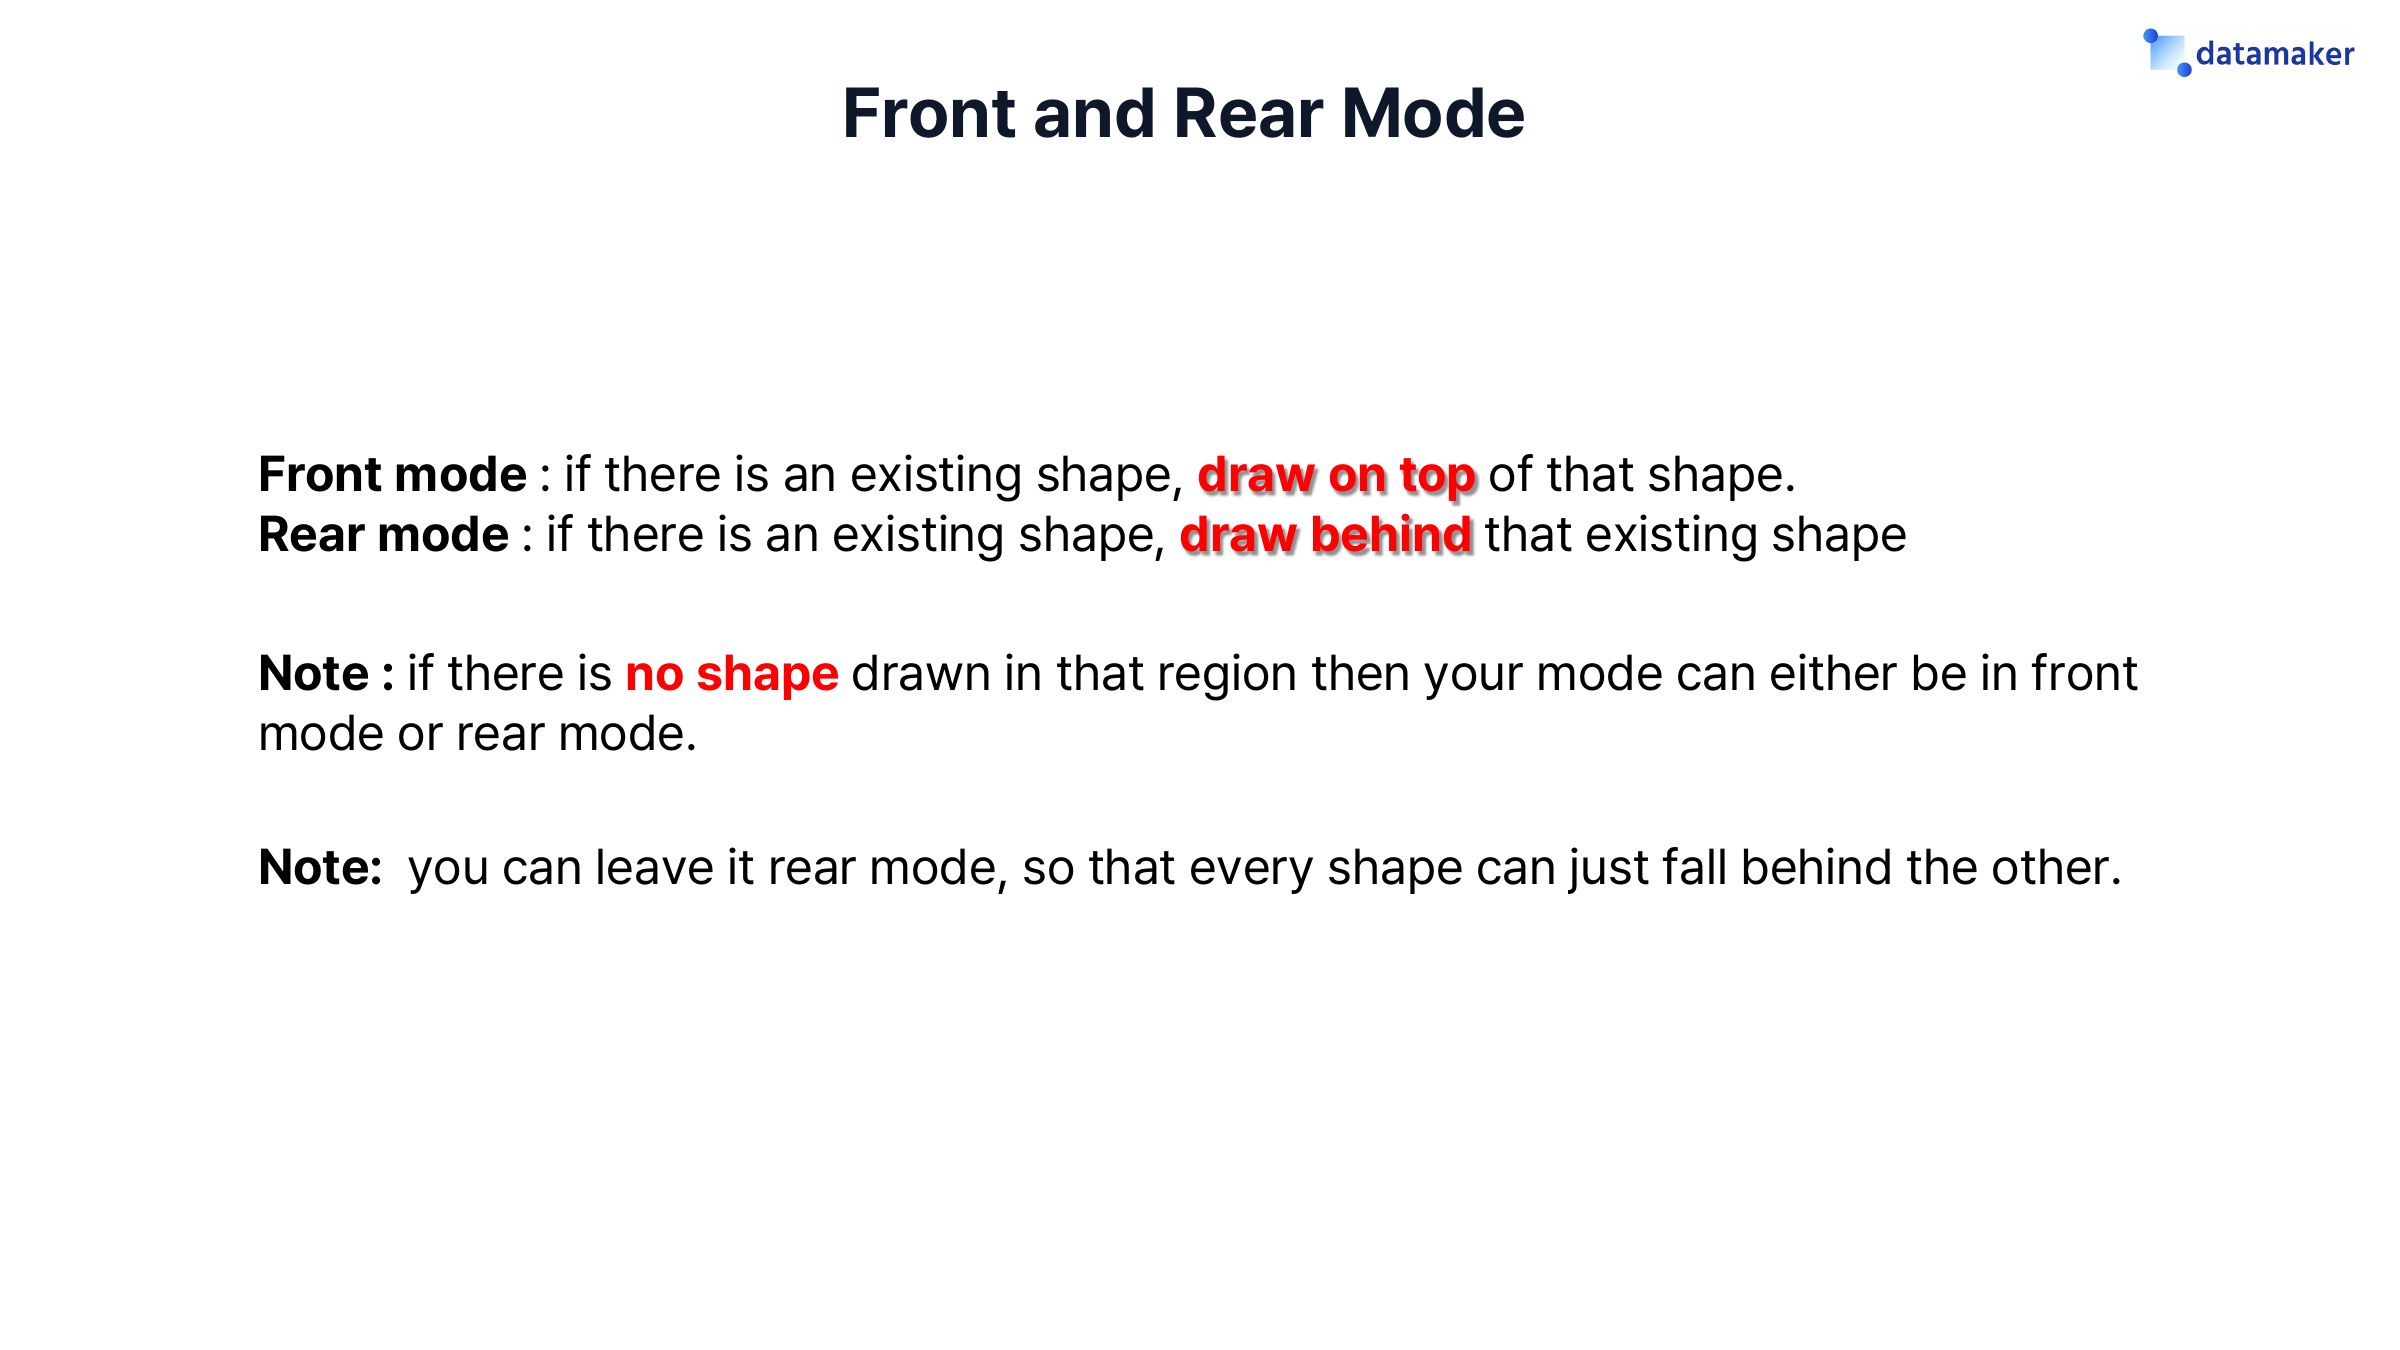 datamaker
Front and Rear Mode
Front mode : if there is an existing shape, draw on top of that shape.
Rear mode : if there is an existing shape, draw behind that existing shape
Note : if there is no shape drawn in that region then your mode can either be in front
mode or rear mode.
Note:  you can leave it rear mode, so that every shape can just fall behind the other.